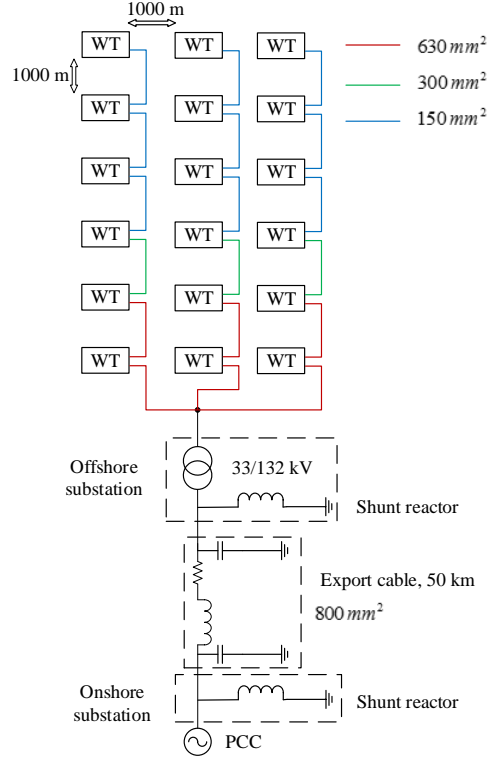 1000 m
WT WT WT
630 mm²
1000 m
300 mm²
WT WT WT
150 mm²
WT WT WT
WT WT WT
WT WT WT
WT WT WT
Offshore
substation
33/132 kV
Shunt reactor
Export cable, 50 km
800 mm²
Onshore
substation
Shunt reactor
PCC